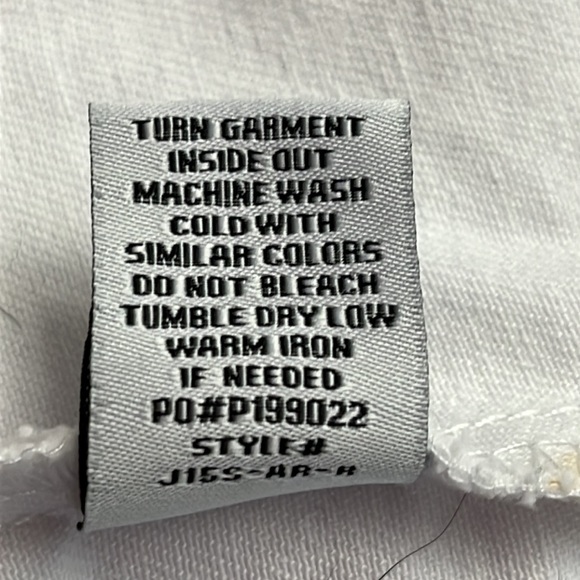 TURN GARMENT
INSIDE OUT
MACHINE WASH
COLD WITH
SIMILAR COLORS
DO NOT BLEACH
TUMBLE DRY LOW
WARM IRON
IF NEEDED
PO#P199022
STYLE#